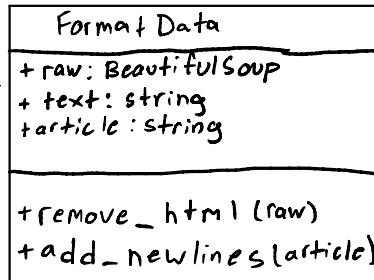 Format Data
+ raw: BeautifulSoup
+ text: string
+ article: string
+ remove_html(raw)
+ add_newlines(article)